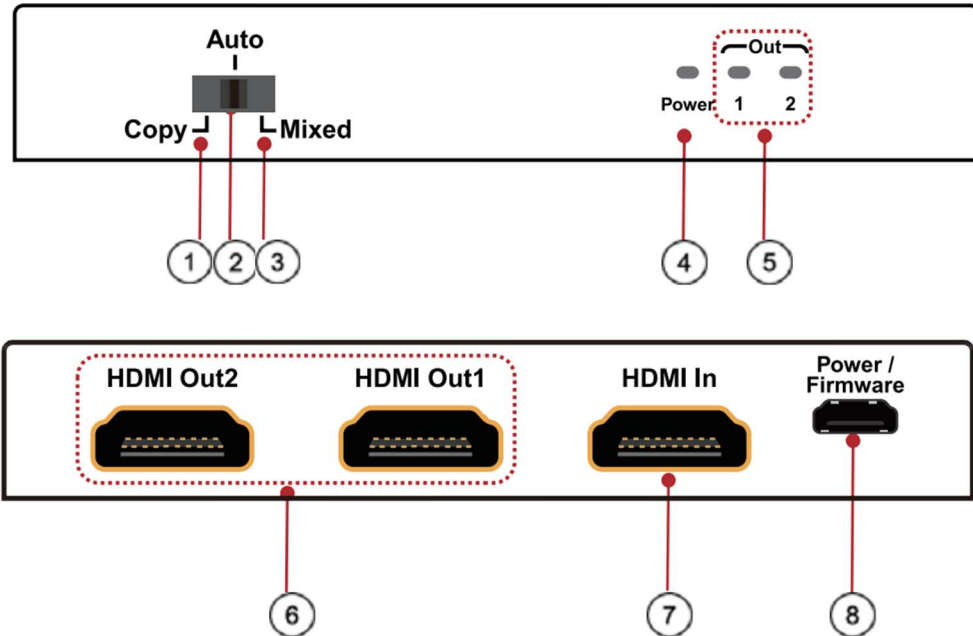 Auto
Copy
Mixed
Out
Power 1 2
1 2 3 4 5
HDMI Out2 HDMI Out1 HDMI In Power /
Firmware
6 7 8